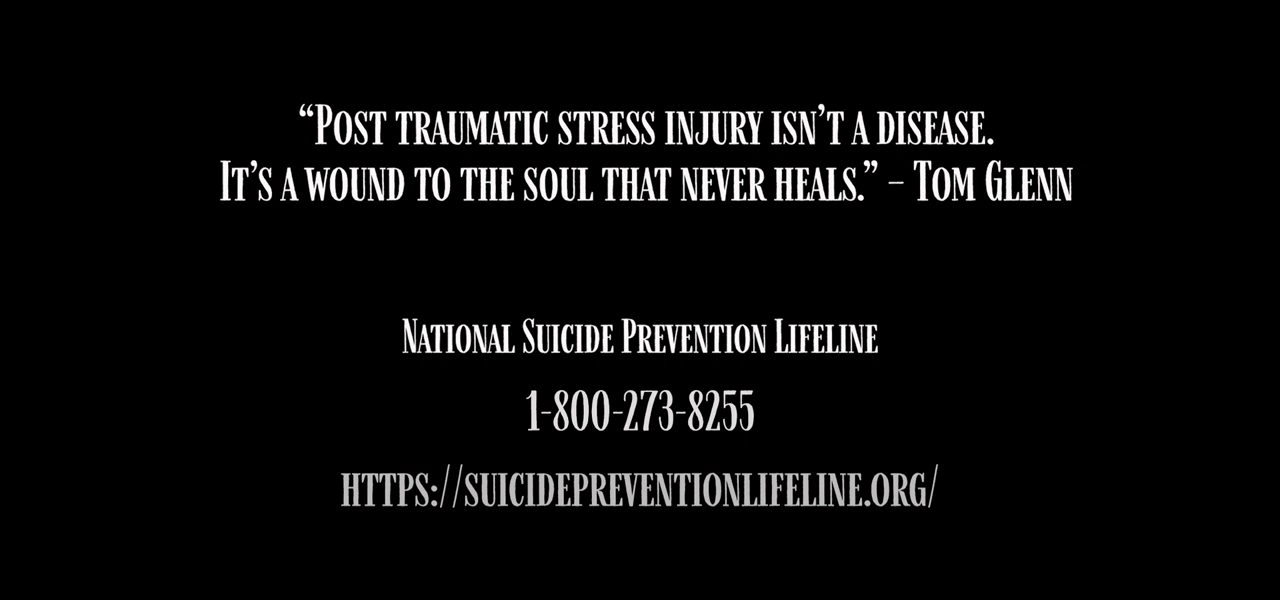 “Post traumatic stress injury isn’t a disease.
It’s a wound to the soul that never heals.” – Tom Glenn
National Suicide Prevention Lifeline
1-800-273-8255
https://suicidepreventionlifeline.org/